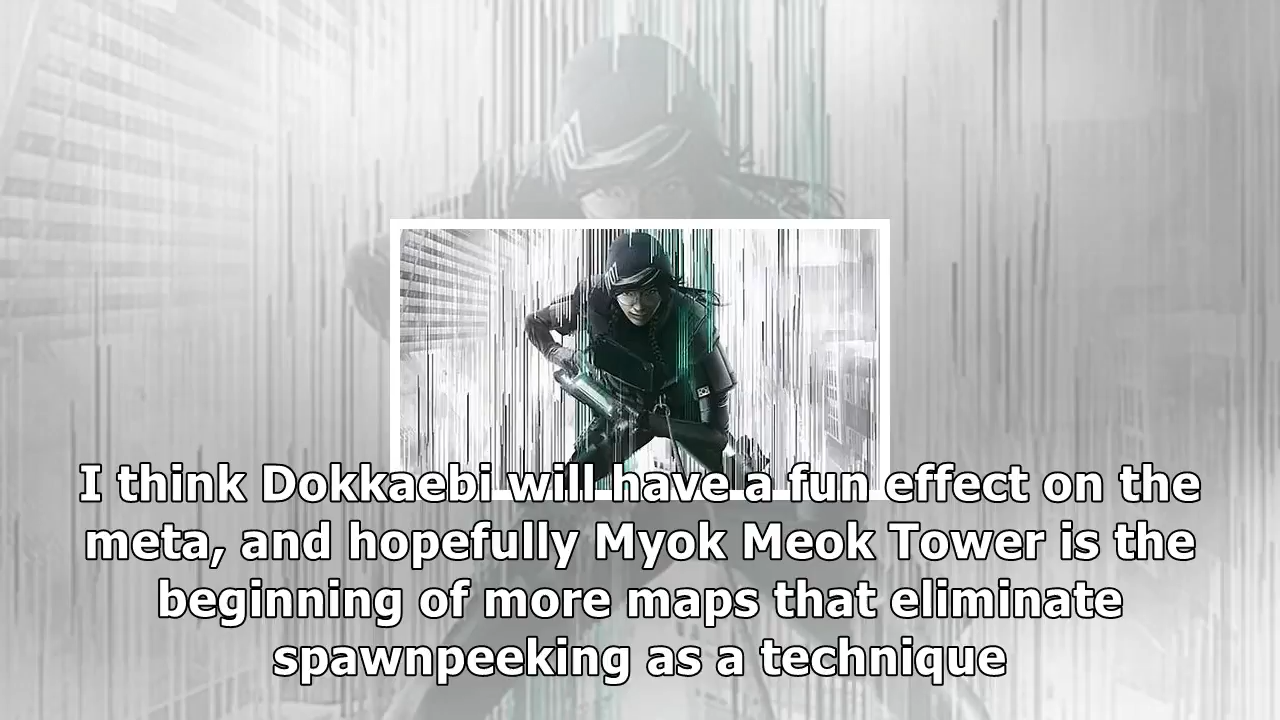 I think Dokkaebi will have a fun effect on the
meta, and hopefully Myok Meok Tower is the
beginning of more maps that eliminate
spawnpeeking as a technique